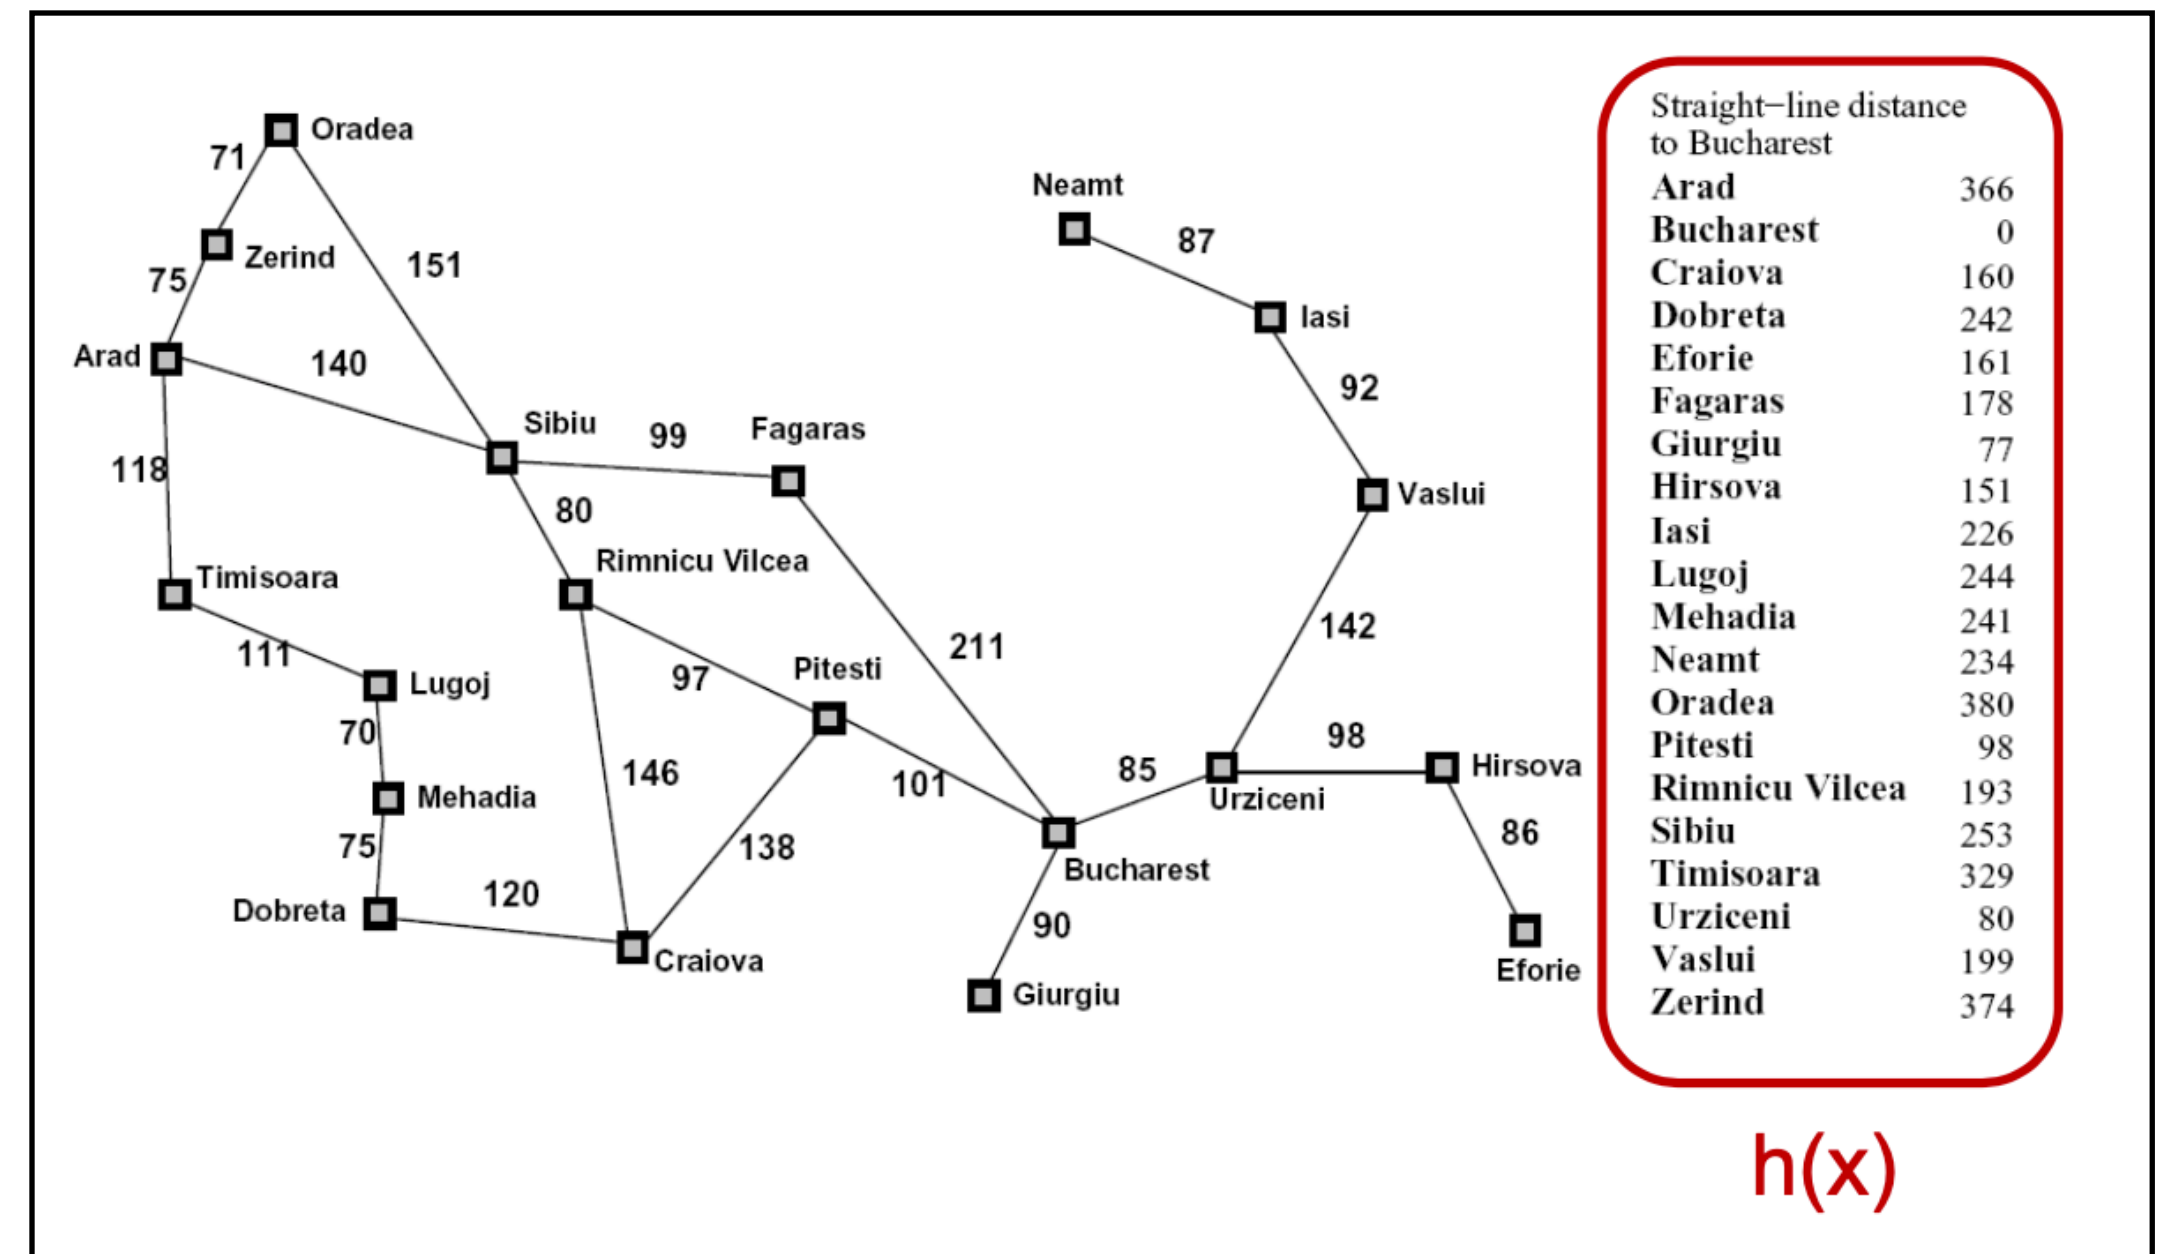 Oradea
71
Zerind
151
75
Arad
140
118
Sibiu
99
Fagaras
80
Rimnicu Vilcea
Timisoara
111
Lugoj
70
Mehadia
75
Dobreta
120
Craiova
146
97
Pitesti
138
101
211
Bucharest
90
Giurgiu
85
Urziceni
98
Hirsova
86
Eforie
142
Vaslui
92
Iasi
87
Neamt
Straight-line distance
to Bucharest
Arad 366
Bucharest 0
Craiova 160
Dobreta 242
Eforie 161
Fagaras 178
Giurgiu 77
Hirsova 151
Iasi 226
Lugoj 244
Mehadia 241
Neamt 234
Oradea 380
Pitesti 98
Rimnicu Vilcea 193
Sibiu 253
Timisoara 329
Urziceni 80
Vaslui 199
Zerind 374
h(x)